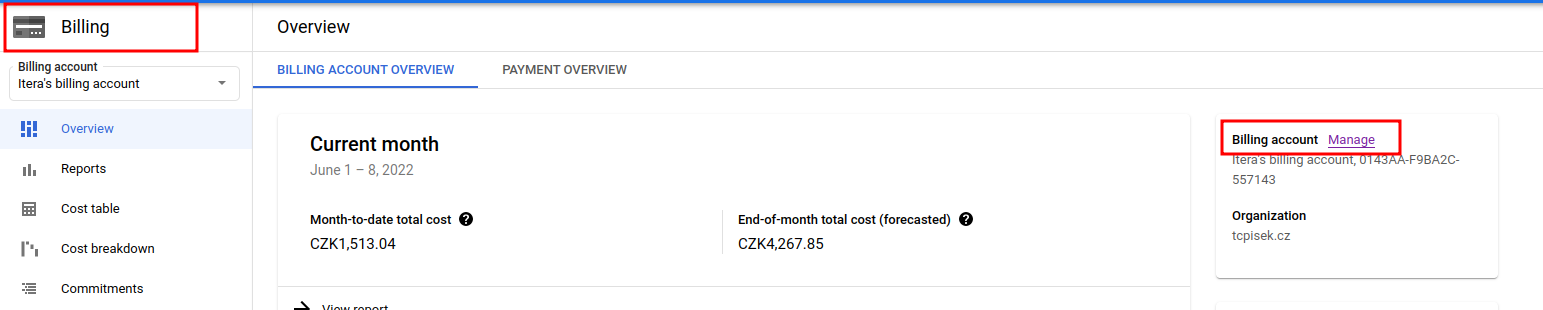 Billing
Overview
Billing account
Itera's billing account
BILLING ACCOUNT OVERVIEW
PAYMENT OVERVIEW
Overview
Reports
Cost table
Cost breakdown
Commitments
Current month
June 1 – 8, 2022
Month-to-date total cost
CZK1,513.04
End-of-month total cost (forecasted)
CZK4,267.85
View report
Billing account Manage
Itera's billing account, 0143AA-F9BA2C-
557143
Organization
tcpisek.cz